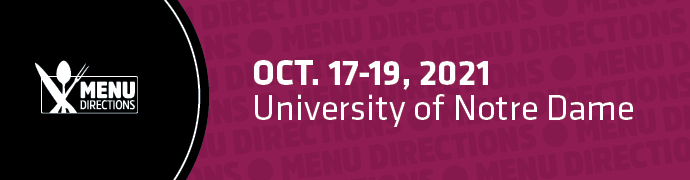 MENU
DIRECTIONS
OCT. 17-19, 2021
University of Notre Dame